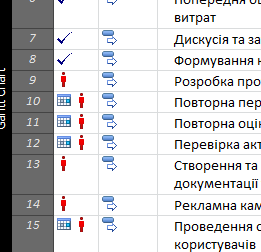 витрат
7 Дискусія та за
8 Формування
9 Розробка про
10 Повторна пер
11 Повторна оці
12 Перевірка акт
13 Створення та
документації
14 Рекламна кам
15 Проведення о
користувачів
Gantt Chart